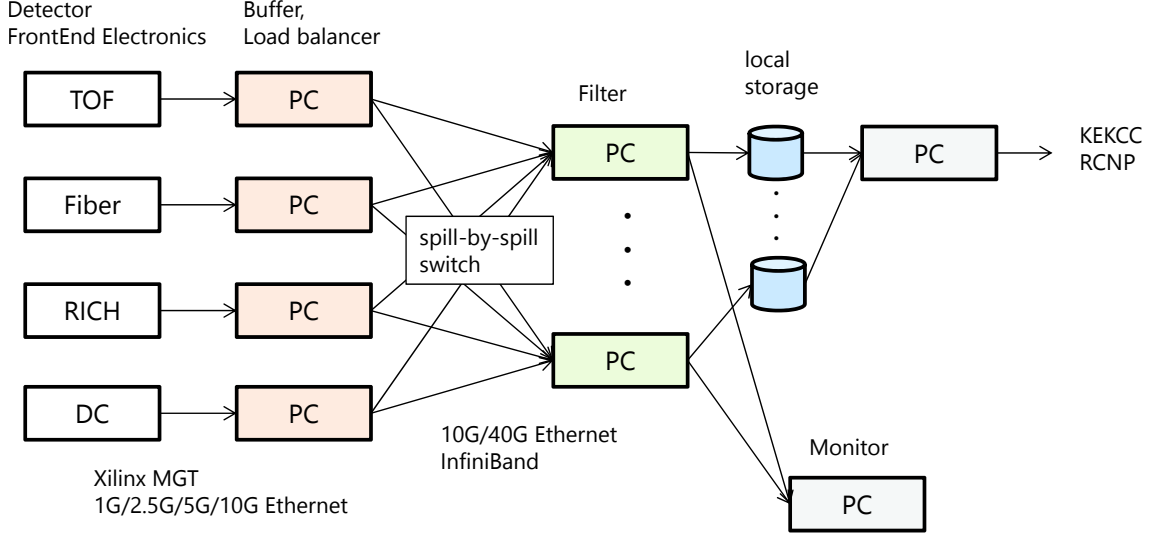 Detector
FrontEnd Electronics
Buffer,
Load balancer
TOF
PC
Fiber
PC
RICH
PC
DC
PC
spill-by-spill
switch
Filter
PC
PC
local
storage
PC
KEKCC
RCNP
10G/40G Ethernet
InfiniBand
Monitor
PC
Xilinx MGT
1G/2.5G/5G/10G Ethernet